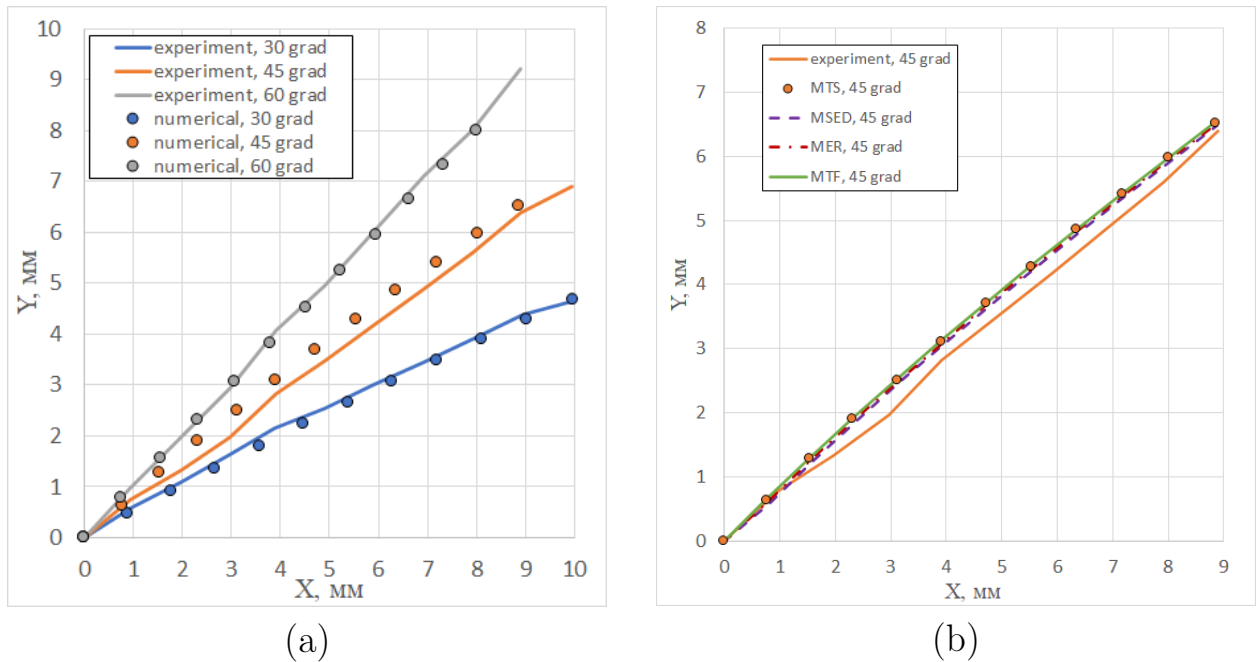 experiment, 30 grad
experiment, 45 grad
experiment, 60 grad
numerical, 30 grad
numerical, 45 grad
numerical, 60 grad
10
9
8
7
6
5
4
3
2
1
0
Y, мм
0 1 2 3 4 5 6 7 8 9 10
X, мм
(a)
experiment, 45 grad
MTS, 45 grad
MSED, 45 grad
MER, 45 grad
MTF, 45 grad
8
7
6
5
4
3
2
1
0
Y, мм
0 1 2 3 4 5 6 7 8 9
X, мм
(b)